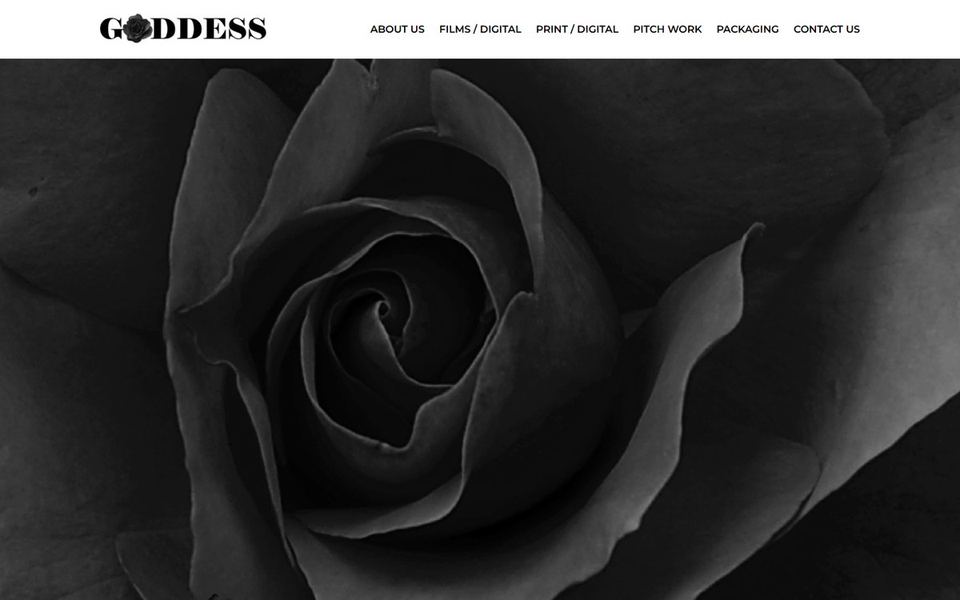 GODDESS
ABOUT US
FILMS / DIGITAL
PRINT / DIGITAL
PITCH WORK
PACKAGING
CONTACT US